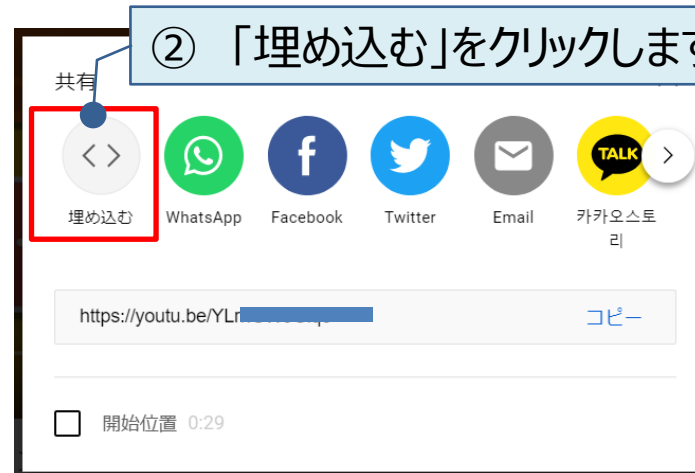 ② 「埋め込む」をクリックします
共有
TALK
埋め込む
WhatsApp
Facebook
Twitter
Email
카카오스토
리
https://youtu.be/YLr
コピー
開始位置 0:29